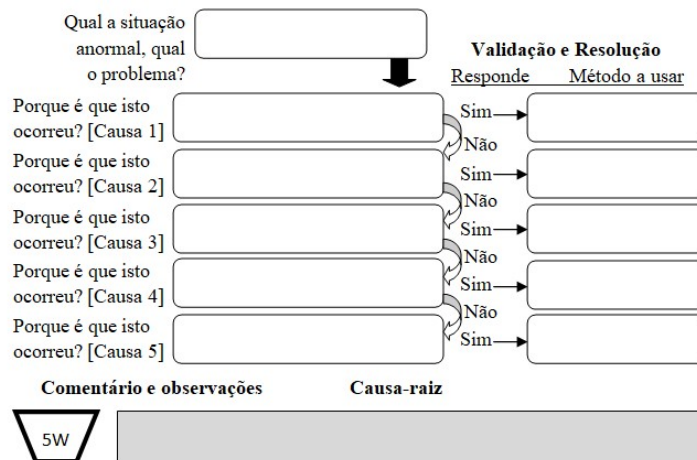 Qual a situação
anormal, qual
o problema?
Validação e Resolução
Responde Método a usar
Porque é que isto
ocorreu? [Causa 1]
Sim
Não
Porque é que isto
ocorreu? [Causa 2]
Sim
Não
Porque é que isto
ocorreu? [Causa 3]
Sim
Não
Porque é que isto
ocorreu? [Causa 4]
Sim
Não
Porque é que isto
ocorreu? [Causa 5]
Sim
Comentário e observações Causa-raiz
5W